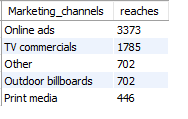 Marketing_channels reaches
Online ads 3373
TV commercials 1785
Other 702
Outdoor billboards 702
Print media 446